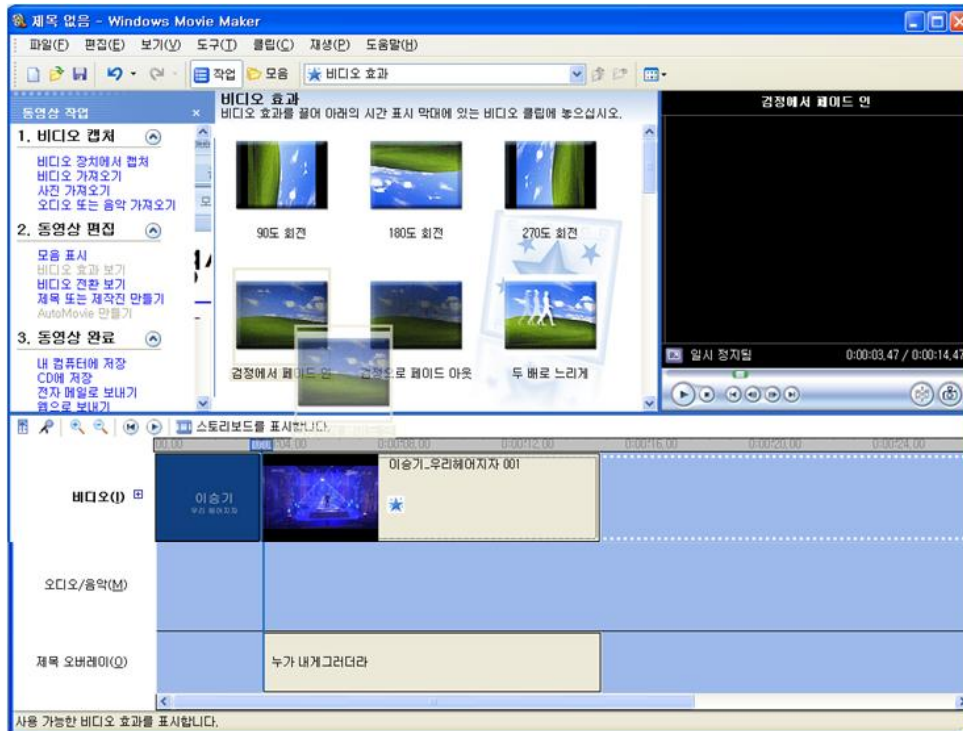 제목 없음 - Windows Movie Maker
파일(F) 편집(E) 보기(V) 도구(T) 클립(C) 재생(P) 도움말(H)
작업 모음 비디오 효과
동영상 작업
1. 비디오 캡처
비디오 장치에서 캡처
비디오 가져오기
사진 가져오기
오디오 또는 음악 가져오기
2. 동영상 편집
모음 표시
비디오 효과 보기
비디오 전환 보기
제목 또는 제작진 만들기
AutoMovie 만들기
3. 동영상 완료
내 컴퓨터에 저장
CD에 저장
전자 메일로 보내기
웹으로 보내기
모
비디오 효과
비디오 효과를 끌어 아래의 시간 표시 막대에 있는 비디오 클립에 놓으십시오.
90도 회전 180도 회전 270도 회전
검정에서 페이드 인 검정으로 페이드 아웃 두 배로 느리게
검정에서 페이드 인
일시 정지됨 0:00:03,47 / 0:00:14,47
스토리보드를 표시합니다.
00,00 04,00 0:00:08,00 0:00:12,00 0:00:16,00 0:00:20,00 0:00:24,00
비디오(I)
이승기
우리 헤어지자
이승기_우리헤어지자 001
오디오/음악(M)
제목 오버레이(O)
누가 내게그러더라
사용 가능한 비디오 효과를 표시합니다.